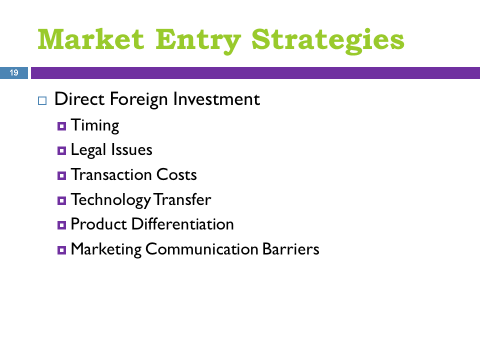 Market Entry Strategies
19
Direct Foreign Investment
Timing
Legal Issues
Transaction Costs
Technology Transfer
Product Differentiation
Marketing Communication Barriers